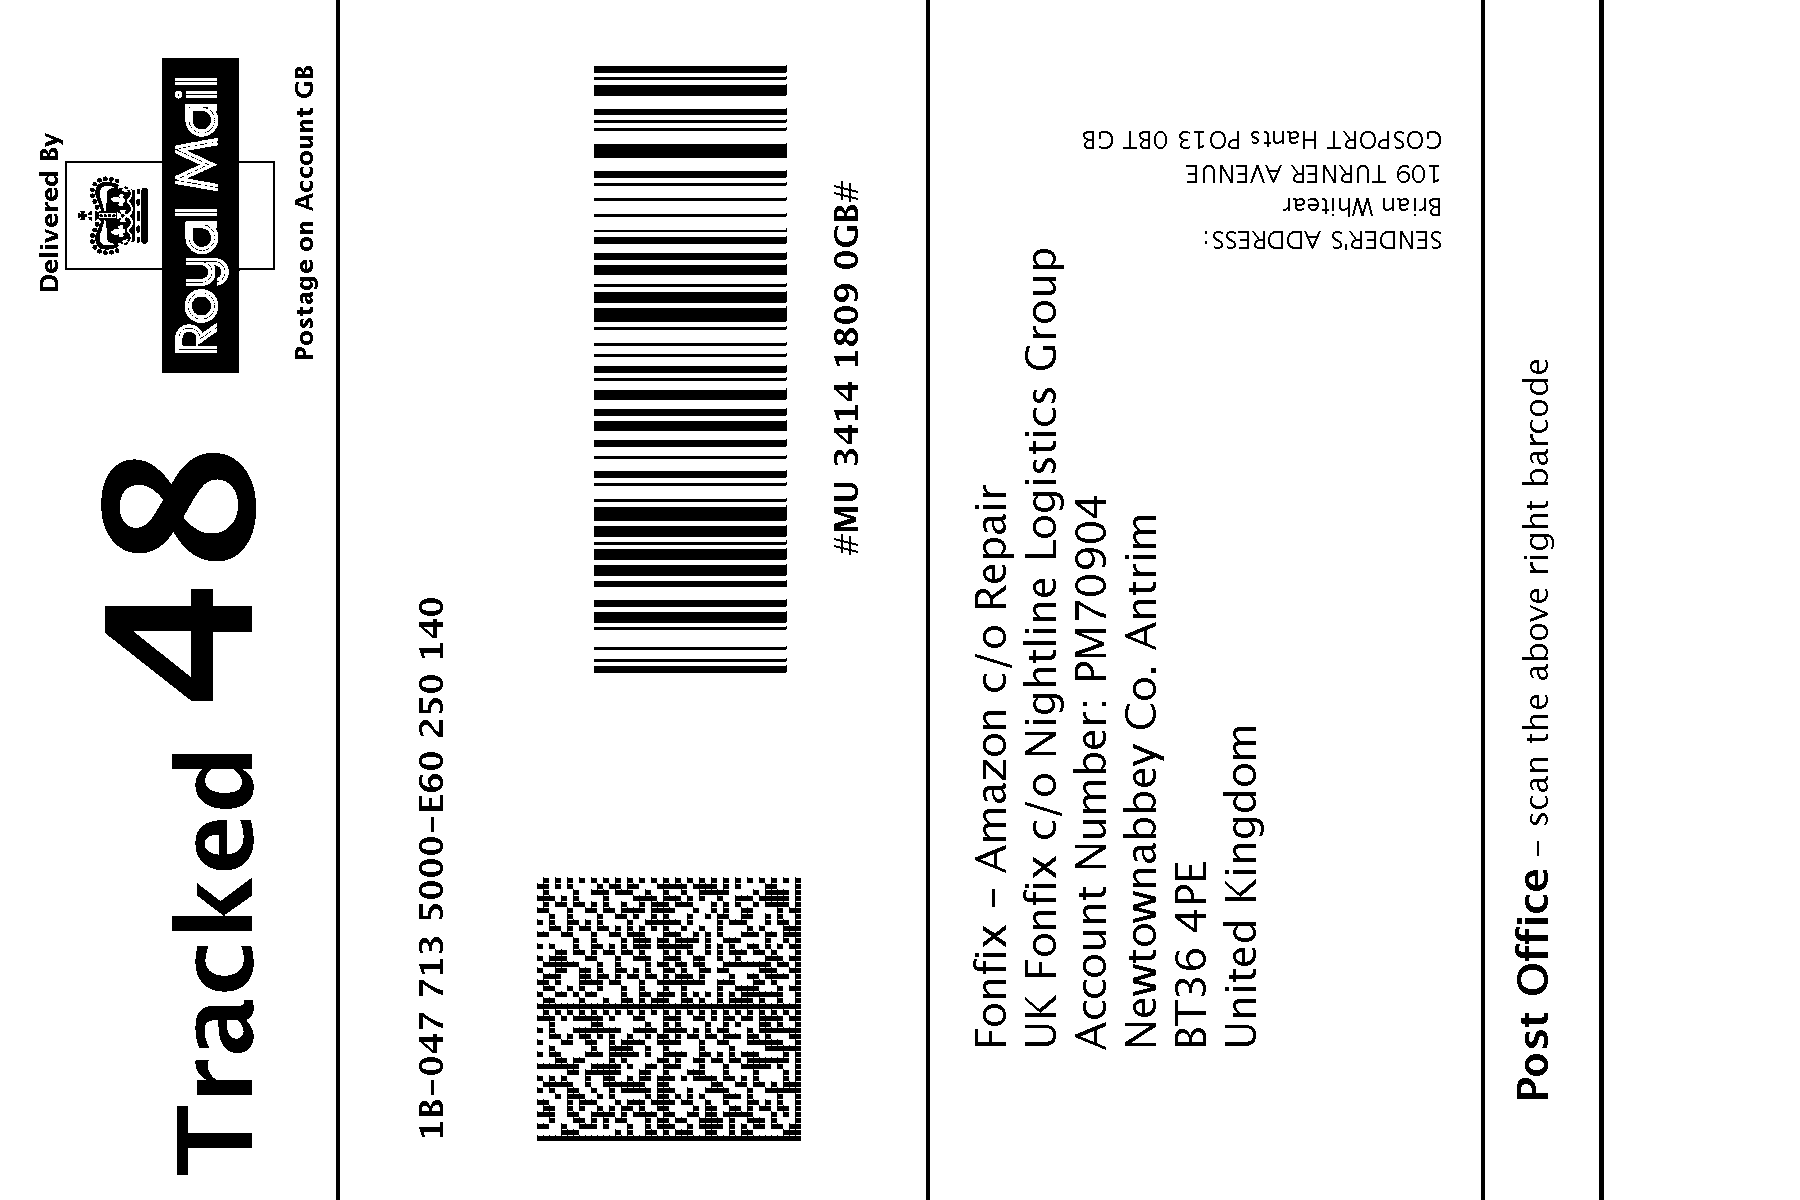 Delivered By
Royal Mail
Postage on Account GB
Tracked 48
1B-047 713 5000-E60 250 140
#MU 3414 1809 0GB#
Fonfix - Amazon c/o Repair
UK Fonfix c/o Nightline Logistics Group
Account Number: PM70904
Newtownabbey Co. Antrim
BT36 4PE
United Kingdom
SENDER'S ADDRESS:
Brian Whitear
109 TURNER AVENUE
GOSPORT Hants PO13 0BT GB
Post Office - scan the above right barcode